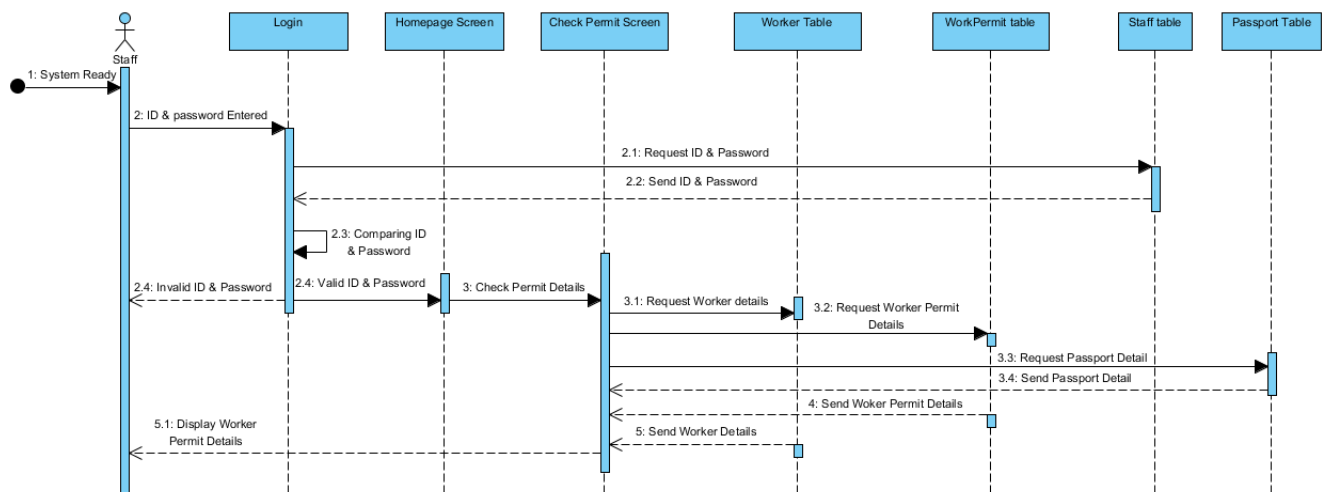 Login
Homepage Screen
Check Permit Screen
Worker Table
WorkPermit table
Staff table
Passport Table
Staff
1: System Ready
2: ID & password Entered
2.1: Request ID & Password
2.2: Send ID & Password
2.3: Comparing ID
& Password
2.4: Invalid ID & Password
2.4: Valid ID & Password
3: Check Permit Details
3.1: Request Worker details
3.2: Request Worker Permit
Details
3.3: Request Passport Detail
3.4: Send Passport Detail
4: Send Woker Permit Details
5: Send Worker Details
5.1: Display Worker
Permit Details